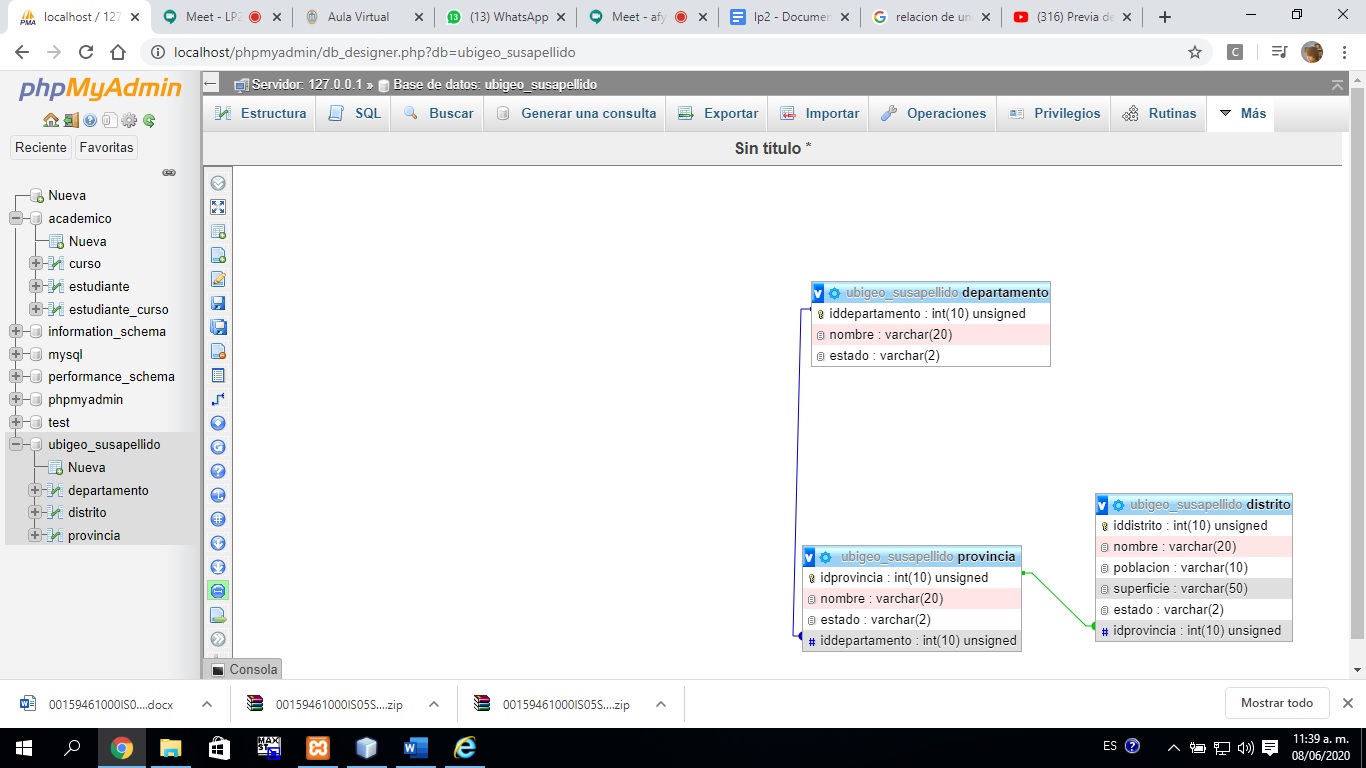 localhost / 127
Meet - LP2
Aula Virtual
(13) WhatsApp
Meet - afy
lp2 - Documen
relacion de un
(316) Previa de
localhost/phpmyadmin/db_designer.php?db=ubigeo_susapellido
C
phpMyAdmin
Servidor: 127.0.0.1 » Base de datos: ubigeo_susapellido
Estructura SQL Buscar Generar una consulta Exportar Importar Operaciones Privilegios Rutinas Más
Reciente Favoritas
Sin título *
Nueva
academico
Nueva
curso
estudiante
estudiante_curso
information_schema
mysql
performance_schema
phpmyadmin
test
ubigeo_susapellido
Nueva
departamento
distrito
provincia
ubigeo_susapellido departamento
iddepartamento : int(10) unsigned
nombre : varchar(20)
estado : varchar(2)
ubigeo_susapellido provincia
idprovincia : int(10) unsigned
nombre : varchar(20)
estado : varchar(2)
# iddepartamento : int(10) unsigned
ubigeo_susapellido distrito
iddistrito : int(10) unsigned
nombre : varchar(20)
poblacion : varchar(10)
superficie : varchar(50)
estado : varchar(2)
# idprovincia : int(10) unsigned
Consola
00159461000IS0....docx
00159461000IS05S....zip
00159461000IS05S....zip
Mostrar todo
ES
11:39 a. m.
08/06/2020